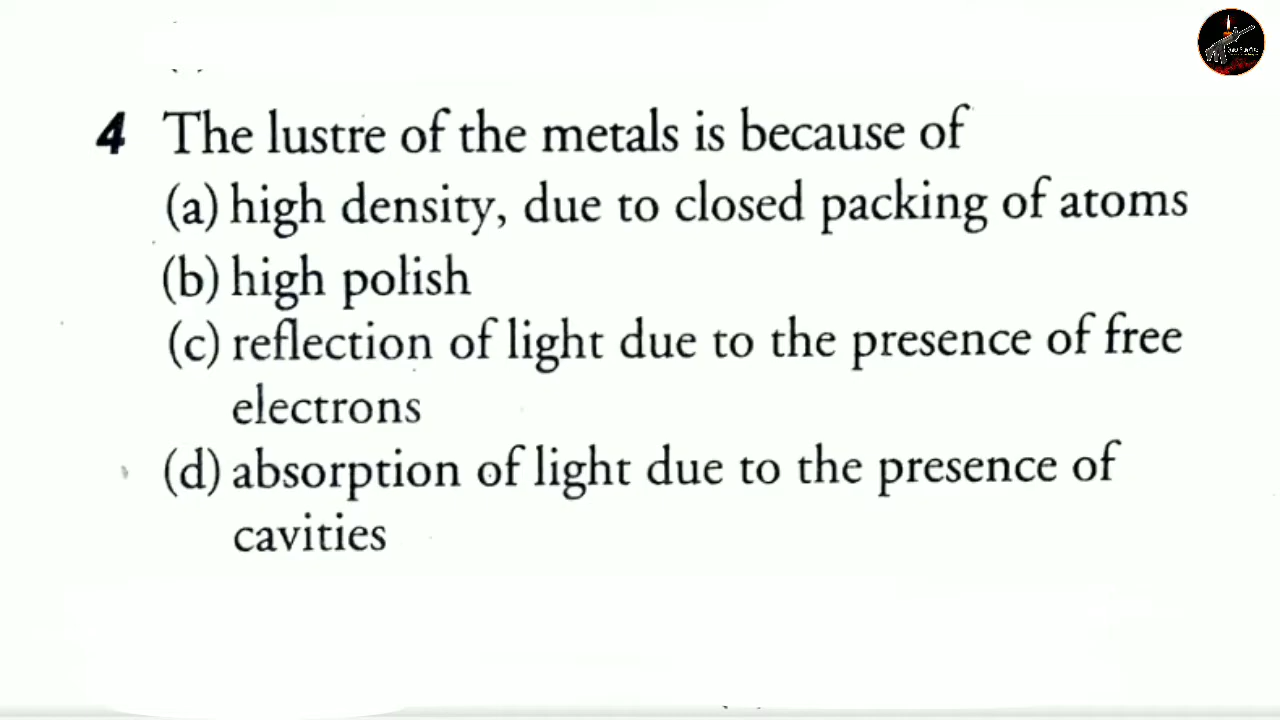 4 The lustre of the metals is because of
(a) high density, due to closed packing of atoms
(b) high polish
(c) reflection of light due to the presence of free
electrons
(d) absorption of light due to the presence of
cavities